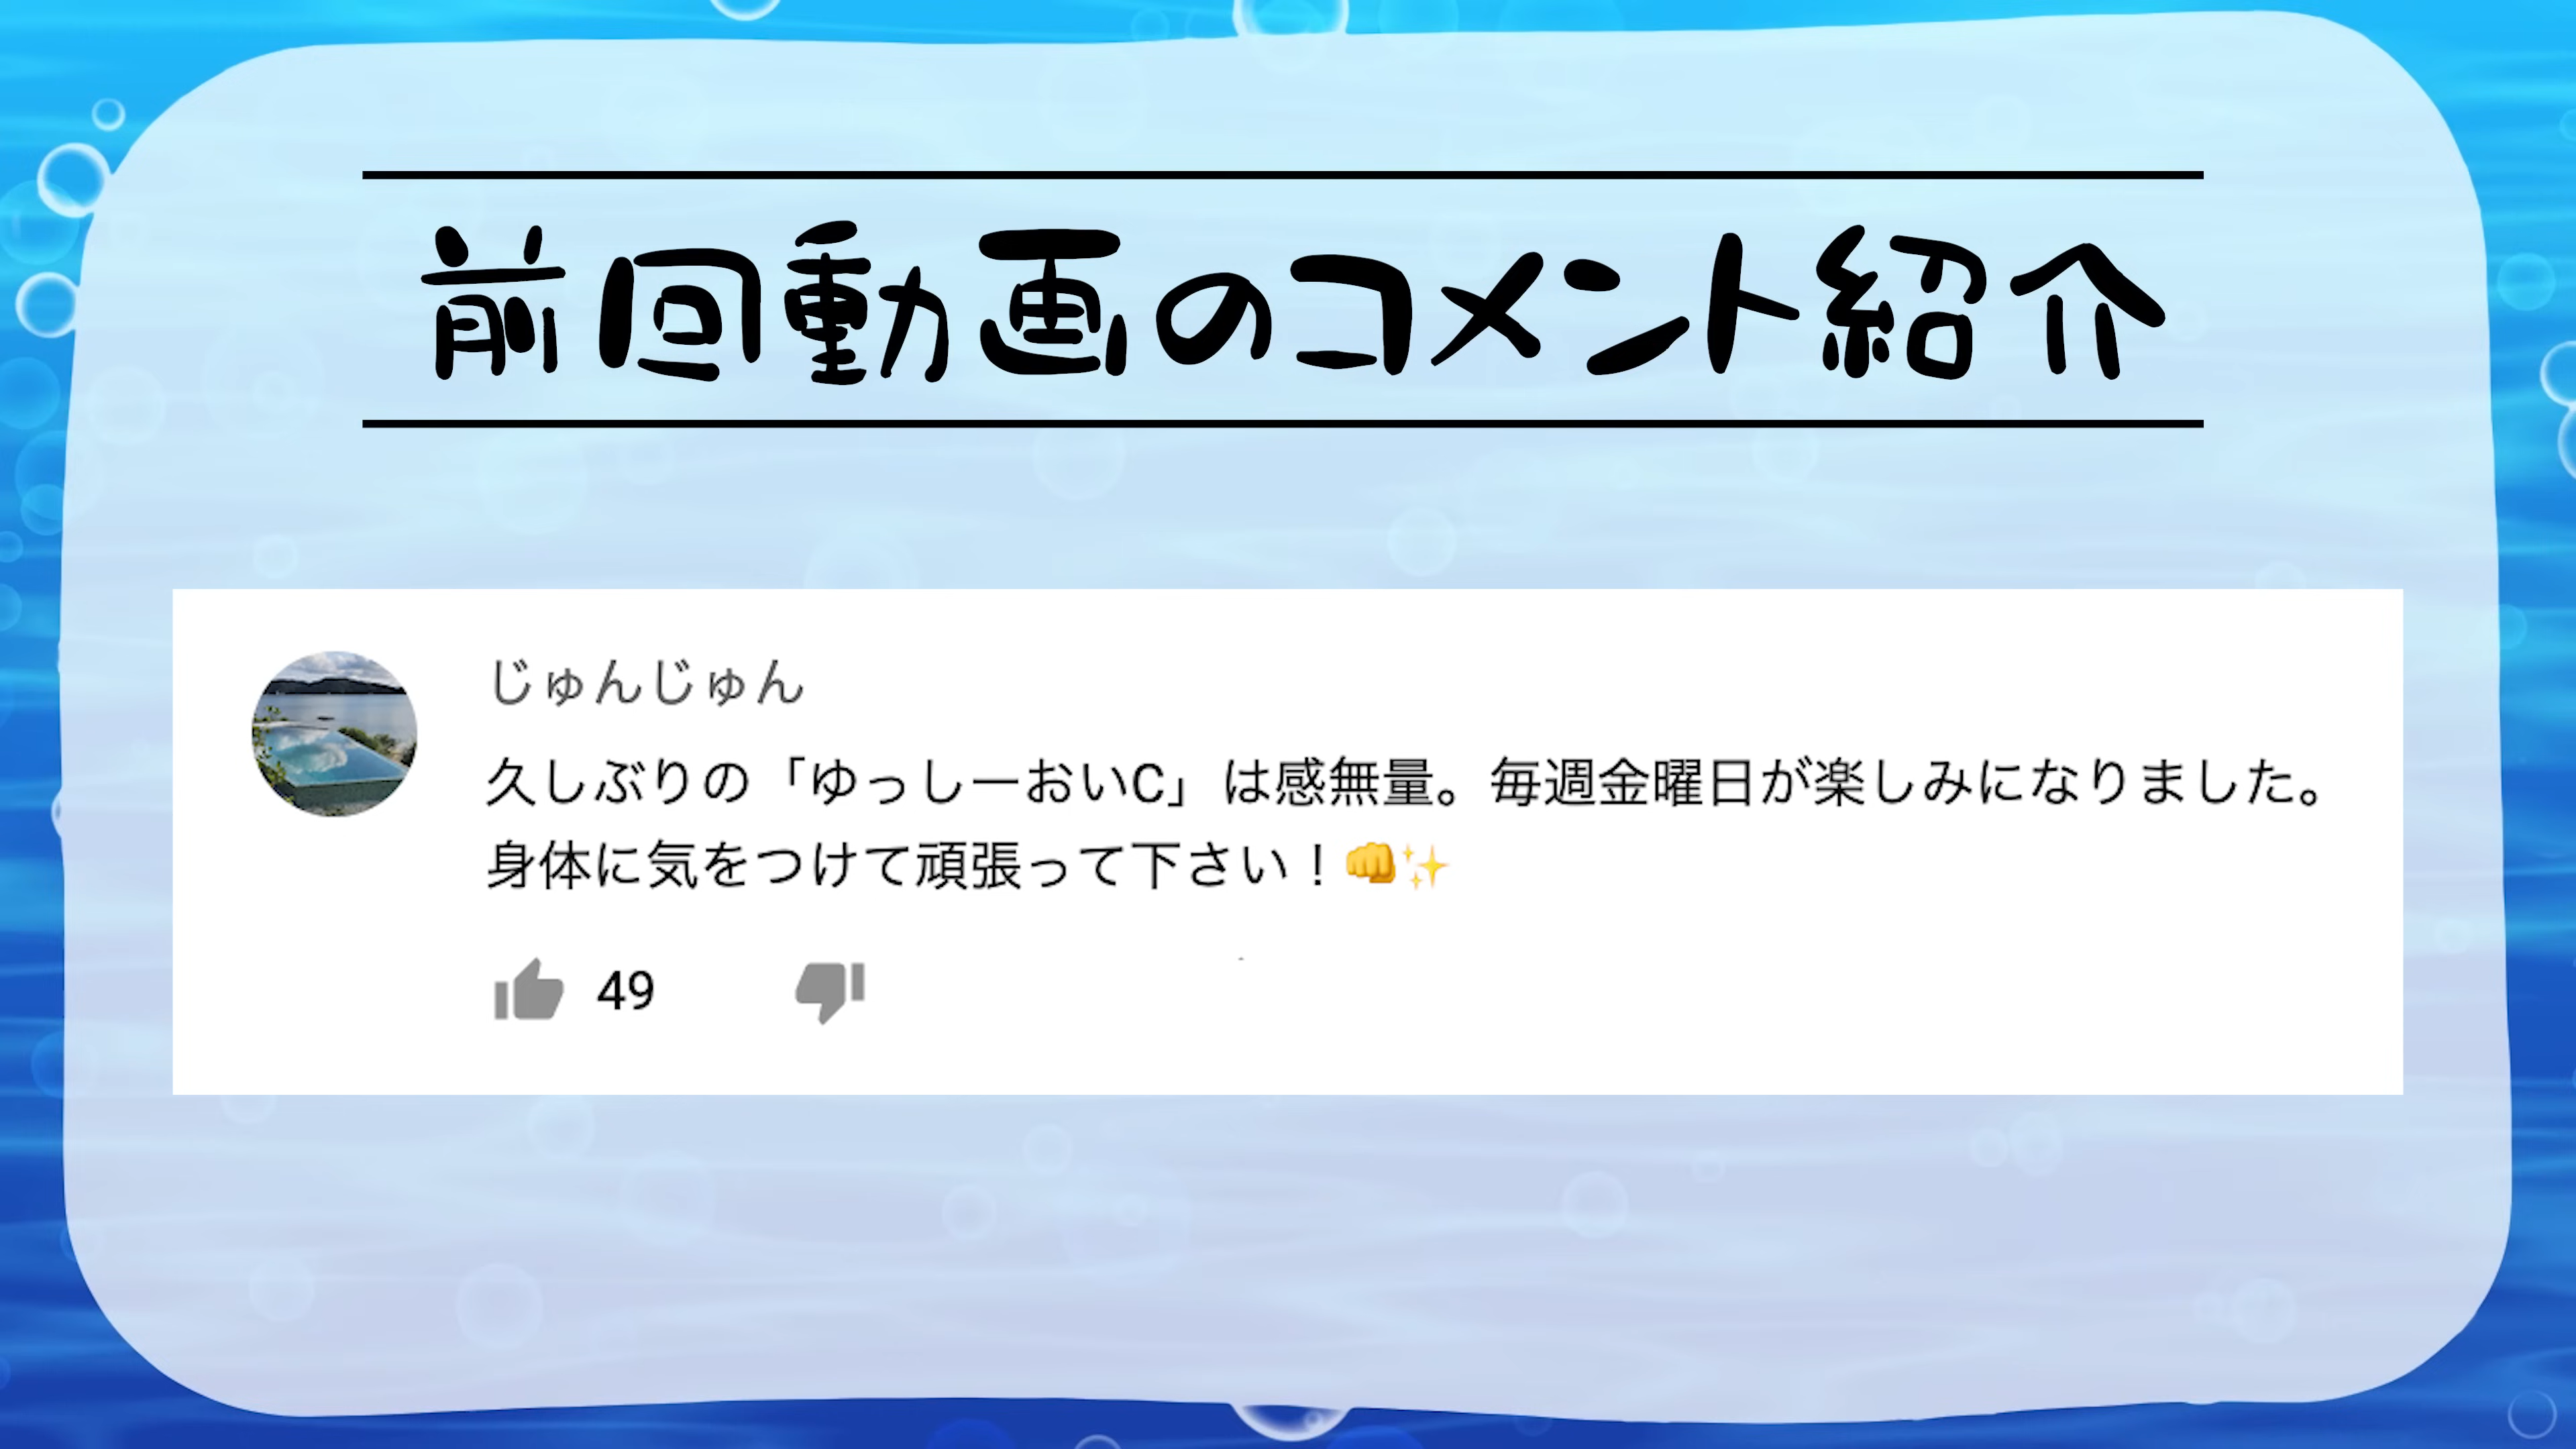 前回動画のコメント紹介
じゅんじゅん
久しぶりの「ゆっしーおいC」は感無量。毎週金曜日が楽しみになりました。
身体に気をつけて頑張って下さい！👊✨
49